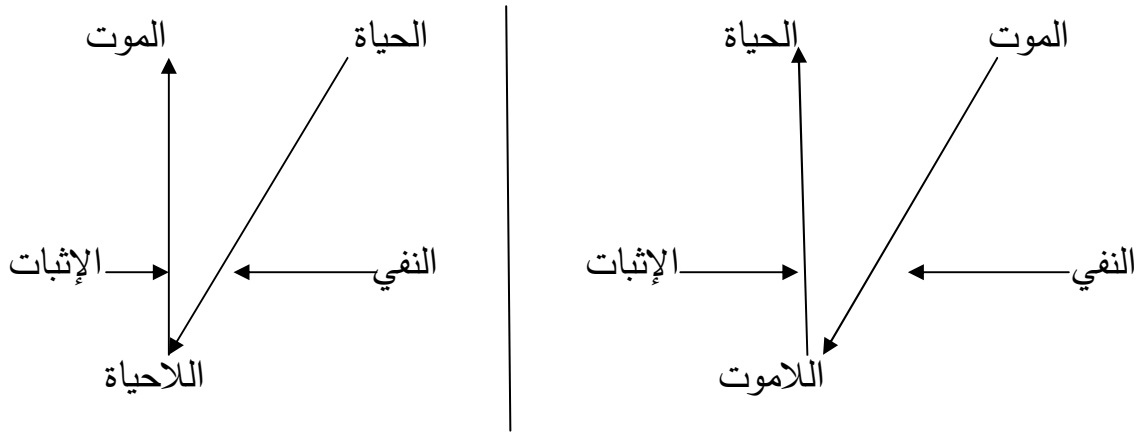 الموت الحياة
النفي الإثبات
اللاموت
الحياة الموت
النفي الإثبات
اللاحياة